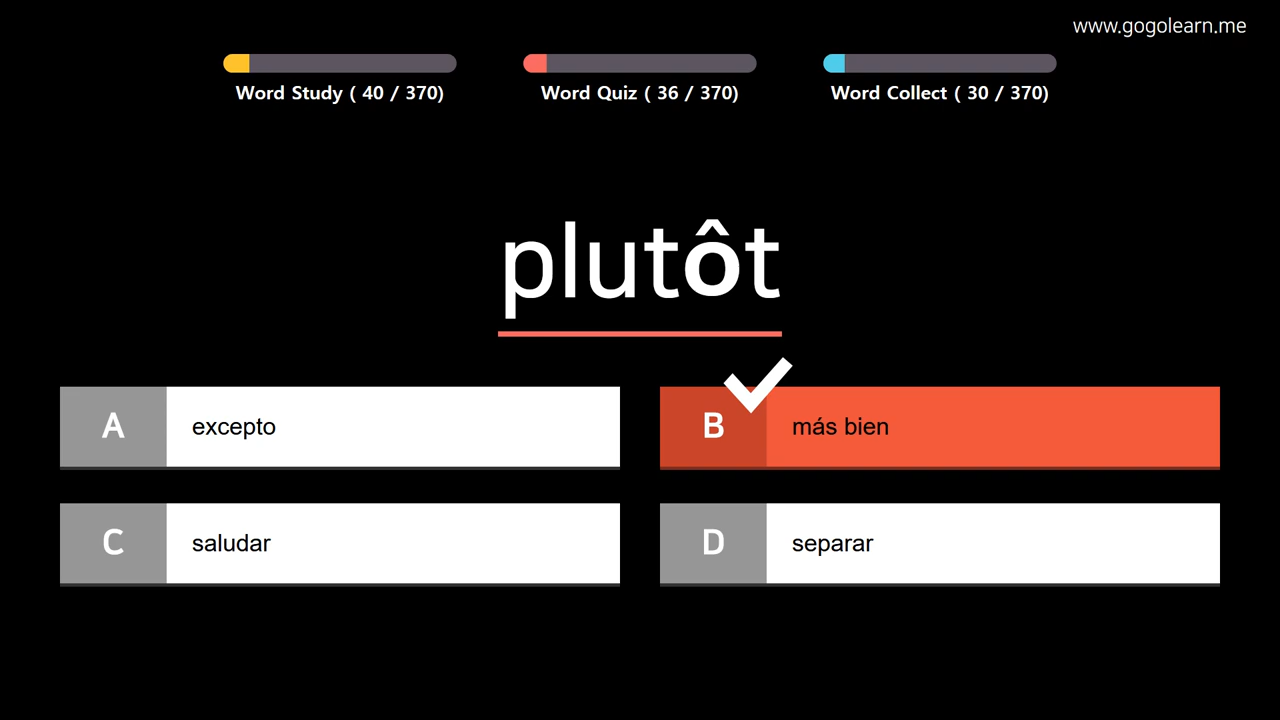 www.gogolearn.me
Word Study ( 40 / 370)
Word Quiz ( 36 / 370)
Word Collect ( 30 / 370)
plutôt
A excepto
B más bien
C saludar
D separar